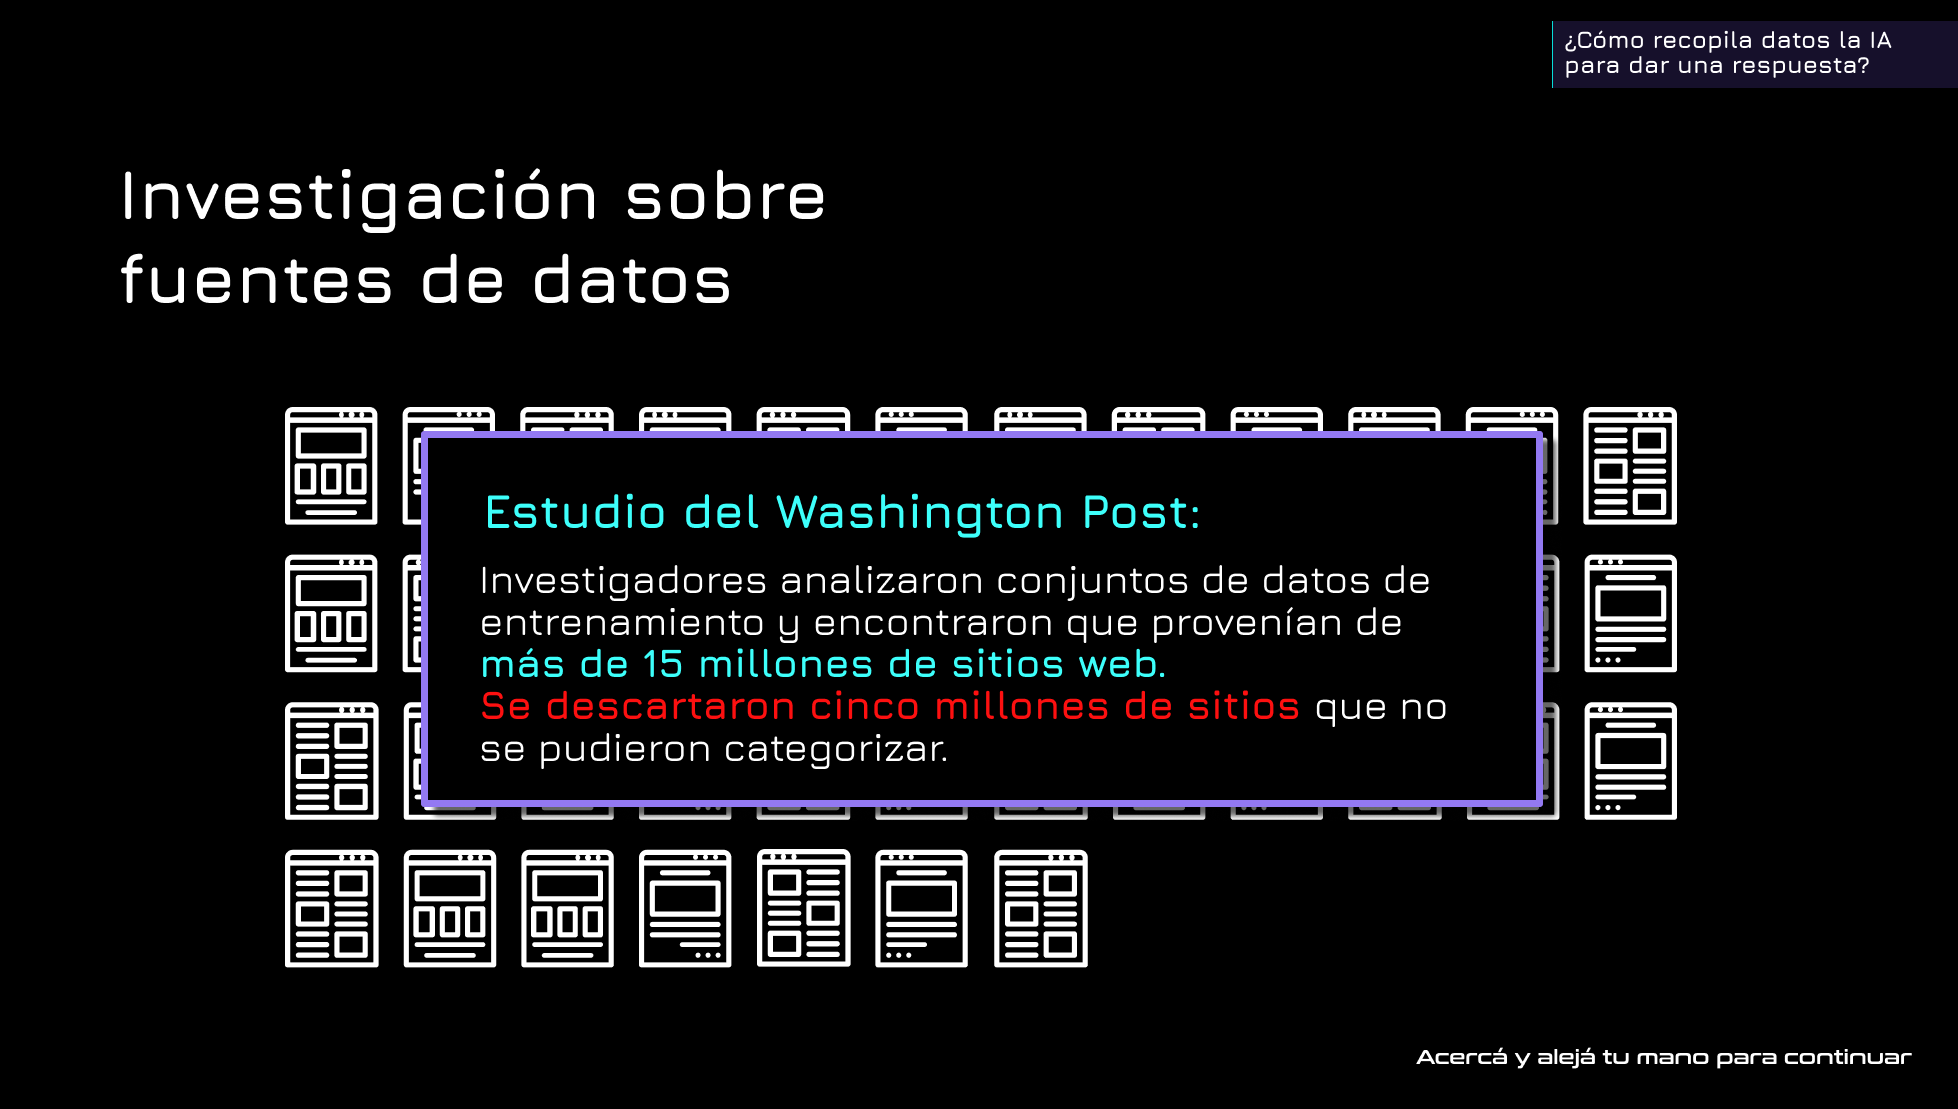 ¿Cómo recopila datos la IA
para dar una respuesta?
Investigación sobre
fuentes de datos
Estudio del Washington Post:
Investigadores analizaron conjuntos de datos de
entrenamiento y encontraron que provenían de
más de 15 millones de sitios web.
Se descartaron cinco millones de sitios que no
se pudieron categorizar.
Acercá y alejá tu mano para continuar